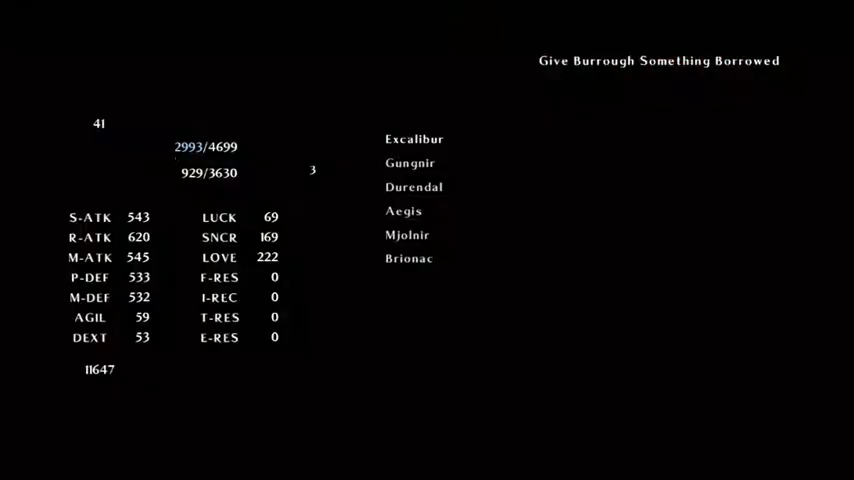 Give Burrough Something Borrowed
41
2993/4699
929/3630
3
S-ATK 543 LUCK 69
R-ATK 620 SNCR 169
M-ATK 545 LOVE 222
P-DEF 533 F-RES 0
M-DEF 532 I-REC 0
AGIL 59 T-RES 0
DEXT 53 E-RES 0
11647
Excalibur
Gungnir
Durendal
Aegis
Mjolnir
Brionac